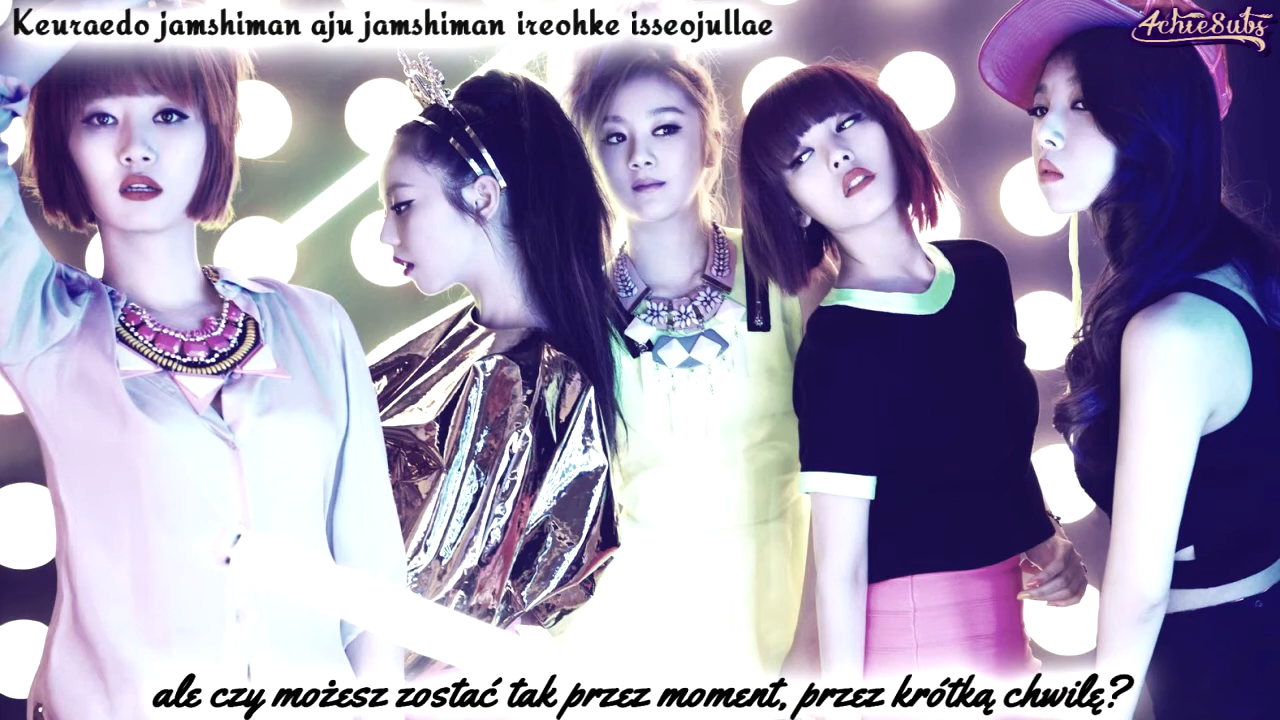 Keuraedo jamshiman aju jamshiman ireohke isseojullae
4chieSubs
ale czy możesz zostać tak przez moment, przez krótką chwilę?